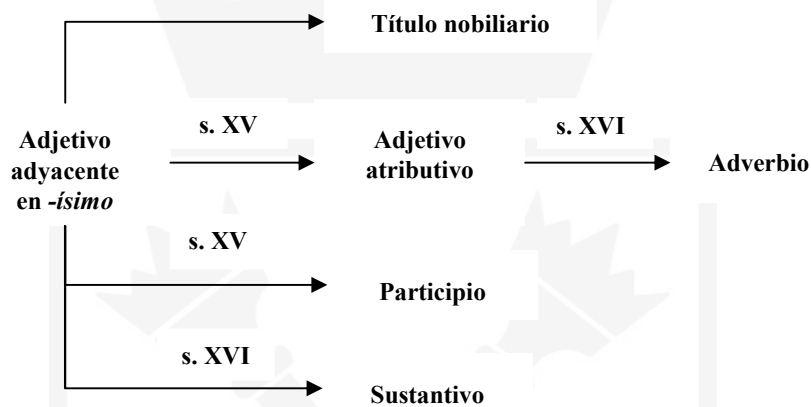 Título nobiliario
s. XV
s. XVI
Adjetivo
adyacente
en -ísimo
Adjetivo
atributivo
Adverbio
s. XV
Participio
s. XVI
Sustantivo